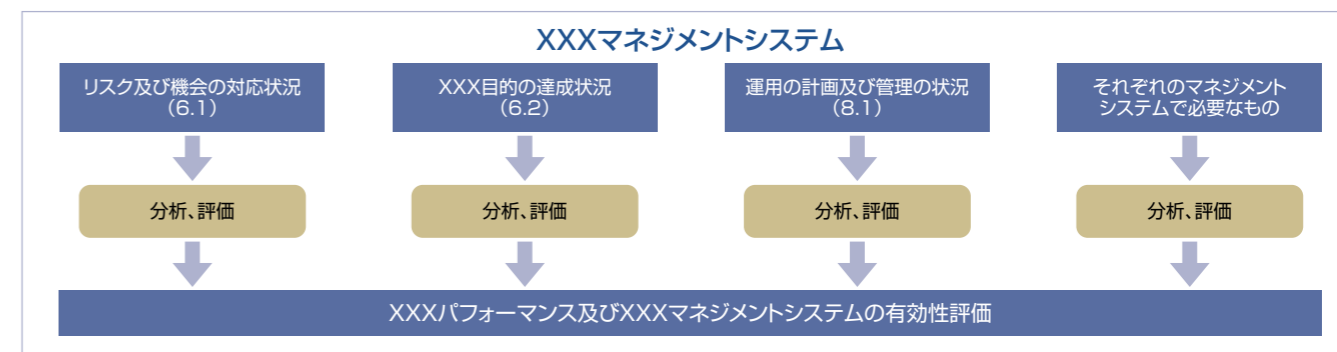 XXXマネジメントシステム
リスク及び機会の対応状況
（6.1）
XXX目的の達成状況
（6.2）
運用の計画及び管理の状況
（8.1）
それぞれのマネジメント
システムで必要なもの
分析、評価
分析、評価
分析、評価
分析、評価
XXXパフォーマンス及びXXXマネジメントシステムの有効性評価